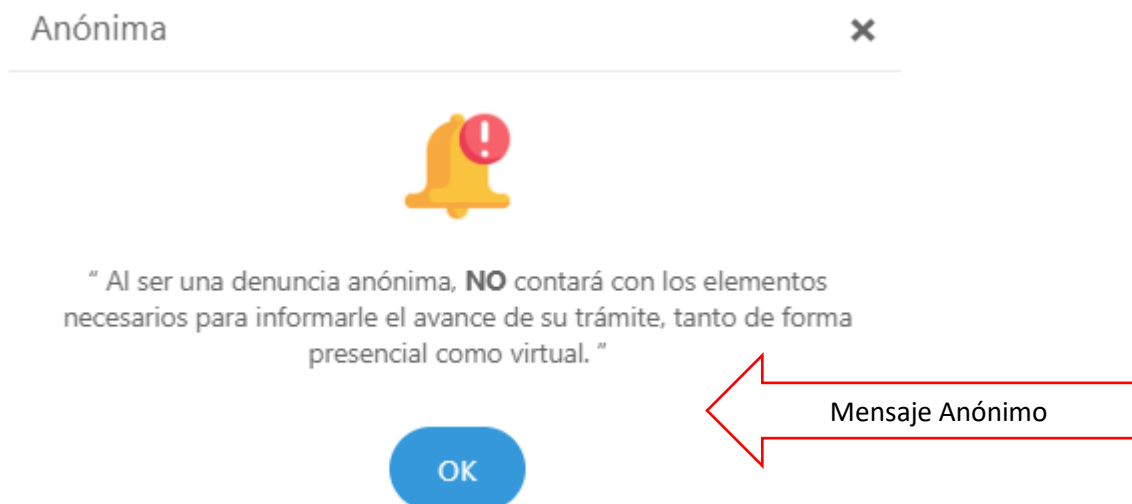 Anónima
" Al ser una denuncia anónima, NO contará con los elementos
necesarios para informarle el avance de su trámite, tanto de forma
presencial como virtual. "
Mensaje Anónimo
OK